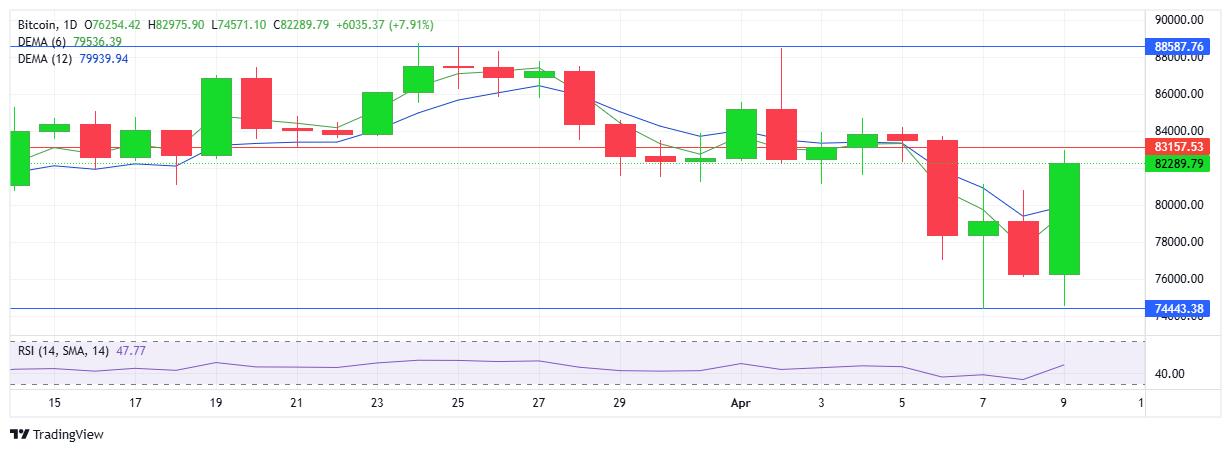 Bitcoin, 1D O76254.42 H82975.90 L74571.10 C82289.79 +6035.37 (+7.91%)
DEMA (6) 79536.39
DEMA (12) 79939.94
90000.00
88587.76
88000.00
86000.00
84000.00
83157.53
82289.79
80000.00
78000.00
76000.00
74443.38
74000.00
RSI (14, SMA, 14) 47.77
40.00
15 17 19 21 23 25 27 29 Apr 3 5 7 9 1
TradingView